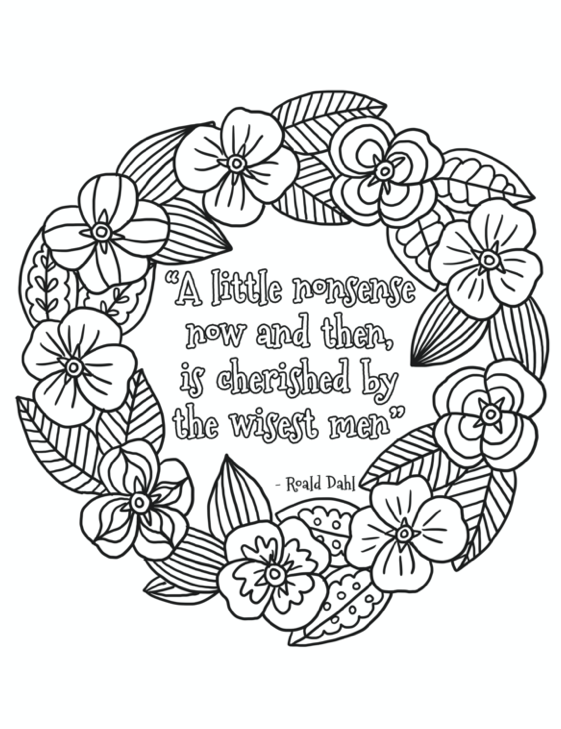 “A little nonsense
now and then,
is cherished by
the wisest men”
- Roald Dahl